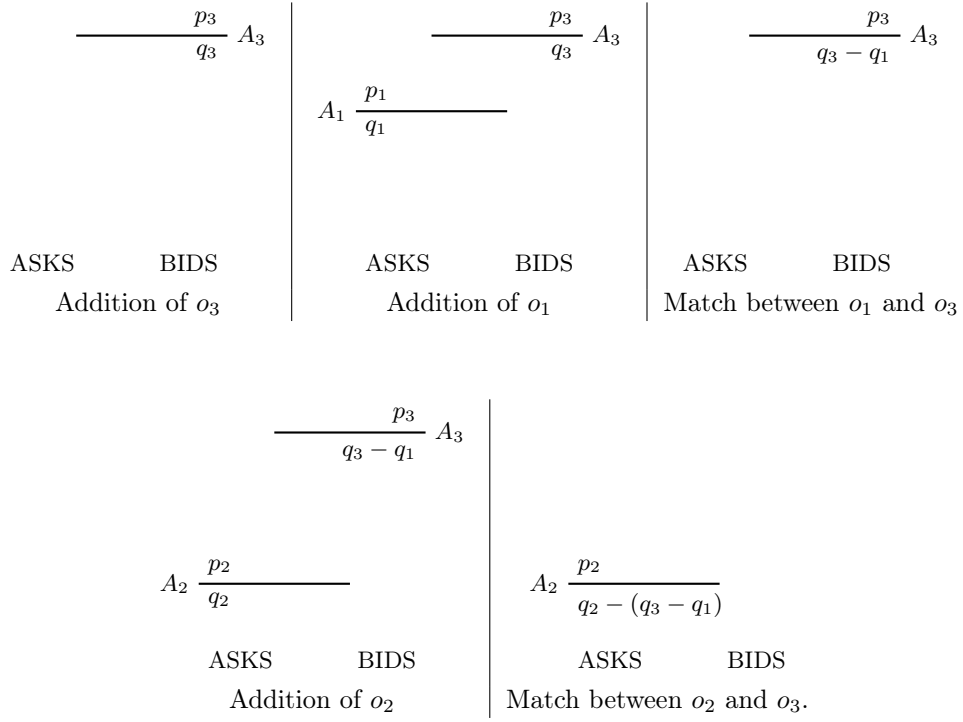 p₃ p₃ p₃
A₃ A₃ A₃
q₃ q₃ q₃ − q₁
p₁
A₁
q₁
ASKS BIDS ASKS BIDS ASKS BIDS
Addition of o₃ Addition of o₁ Match between o₁ and o₃
p₃
A₃
q₃ − q₁
p₂ p₂
A₂ A₂
q₂ q₂ − (q₃ − q₁)
ASKS BIDS ASKS BIDS
Addition of o₂ Match between o₂ and o₃.